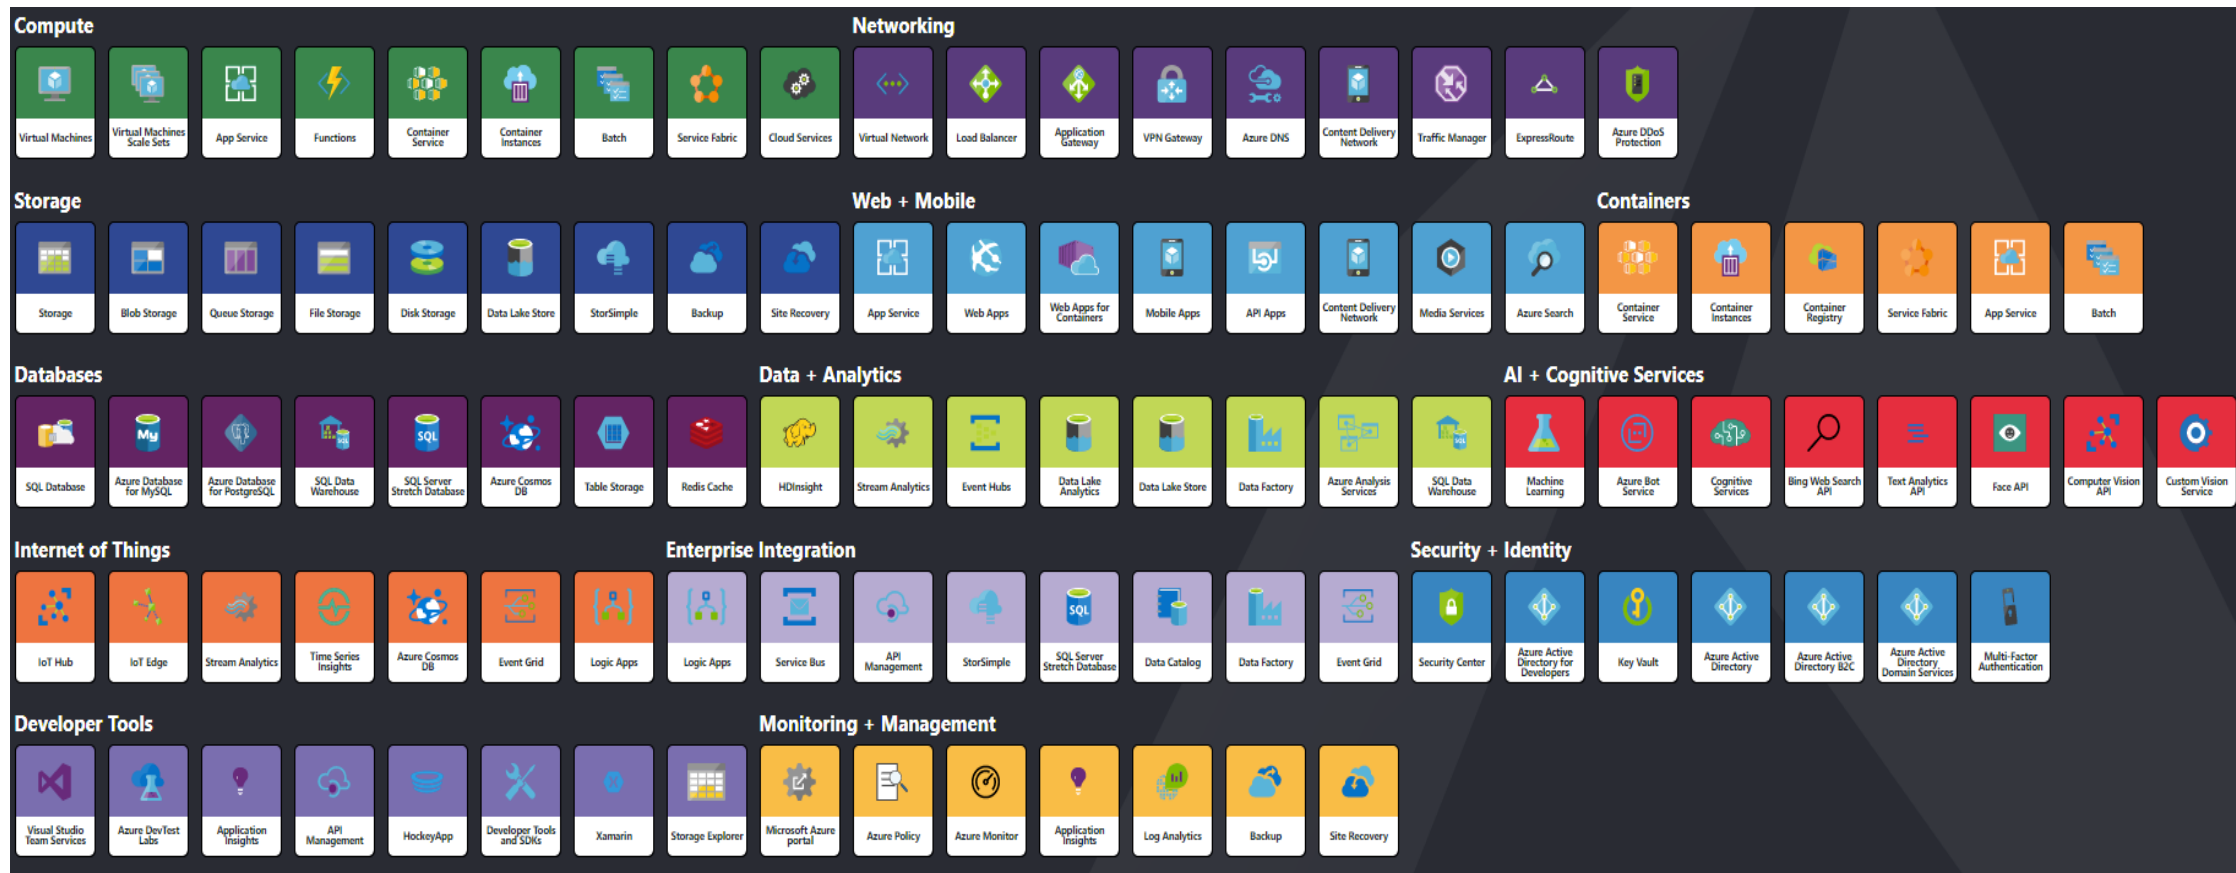 Compute
Networking
Virtual Machines
Virtual Machines
Scale Sets
App Service
Functions
Container
Service
Container
Instances
Batch
Service Fabric
Cloud Services
Virtual Network
Load Balancer
Application
Gateway
VPN Gateway
Azure DNS
Content Delivery
Network
Traffic Manager
ExpressRoute
Azure DDoS
Protection
Storage
Web + Mobile
Containers
Storage
Blob Storage
Queue Storage
File Storage
Disk Storage
Data Lake Store
StorSimple
Backup
Site Recovery
App Service
Web Apps
Web Apps for
Containers
Mobile Apps
API Apps
Content Delivery
Network
Media Services
Azure Search
Container
Service
Container
Instances
Container
Registry
Service Fabric
App Service
Batch
Databases
Data + Analytics
AI + Cognitive Services
My
SQL
SQL
SQL
SQL Database
Azure Database
for MySQL
Azure Database
for PostgreSQL
SQL Data
Warehouse
SQL Server
Stretch Database
Azure Cosmos
DB
Table Storage
Redis Cache
HDInsight
Stream Analytics
Event Hubs
Data Lake
Analytics
Data Lake Store
Data Factory
Azure Analysis
Services
SQL Data
Warehouse
Machine
Learning
Azure Bot
Service
Cognitive
Services
Bing Web Search
API
Text Analytics
API
Face API
Computer Vision
API
Custom Vision
Service
Internet of Things
Enterprise Integration
Security + Identity
SQL
IoT Hub
IoT Edge
Stream Analytics
Time Series
Insights
Azure Cosmos
DB
Event Grid
Logic Apps
Logic Apps
Service Bus
API
Management
StorSimple
SQL Server
Stretch Database
Data Catalog
Data Factory
Event Grid
Security Center
Azure Active
Directory for
Developers
Key Vault
Azure Active
Directory
Azure Active
Directory B2C
Azure Active
Directory
Domain Services
Multi-Factor
Authentication
Developer Tools
Monitoring + Management
Visual Studio
Team Services
Azure DevTest
Labs
Application
Insights
API
Management
HockeyApp
Developer Tools
and SDKs
Xamarin
Storage Explorer
Microsoft Azure
portal
Azure Policy
Azure Monitor
Application
Insights
Log Analytics
Backup
Site Recovery